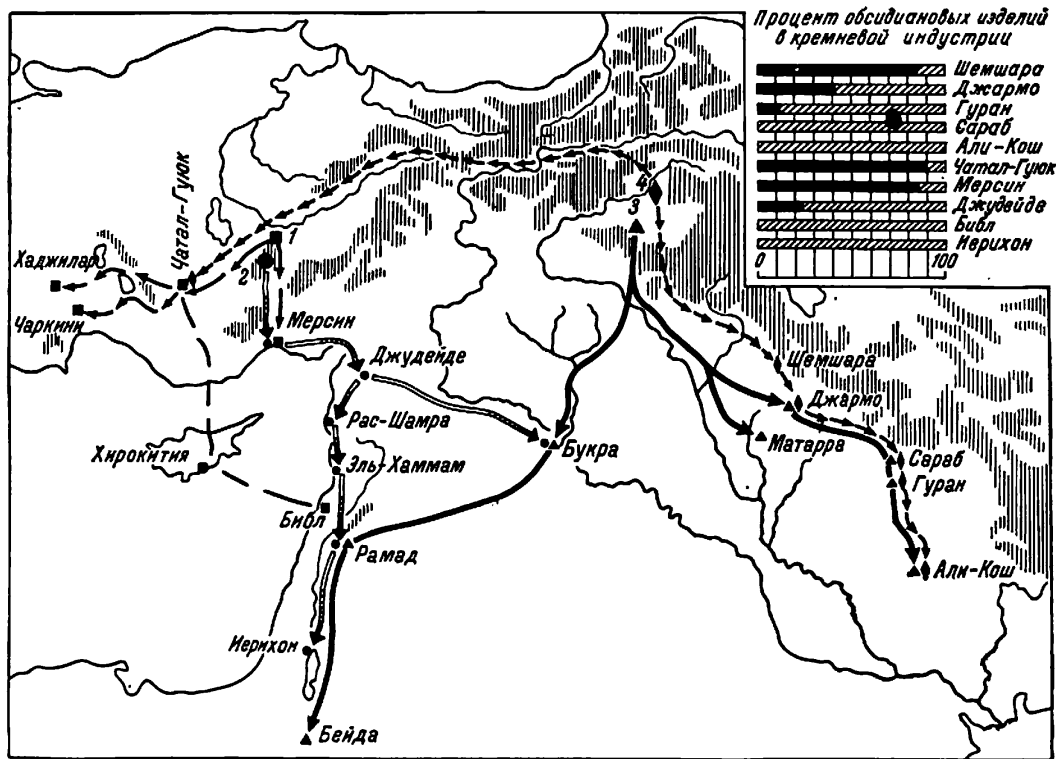 Процент обсидиановых изделий
в кремневой индустрии
Шемшара
Джармо
Гуран
Сараб
Али-Кош
Чатал-Гуюк
Мерсин
Джудейде
Библ
Иерихон
0 100
4
3
1
2
Чатал-Гуюк
Хаджилар
Чаркини
Мерсин
Джудейде
Шемшара
Джармо
Рас-Шамра
Матарра
Букра
Хирокития
Эль-Хаммам
Сараб
Гуран
Библ
Рамад
Али-Кош
Иерихон
Бейда